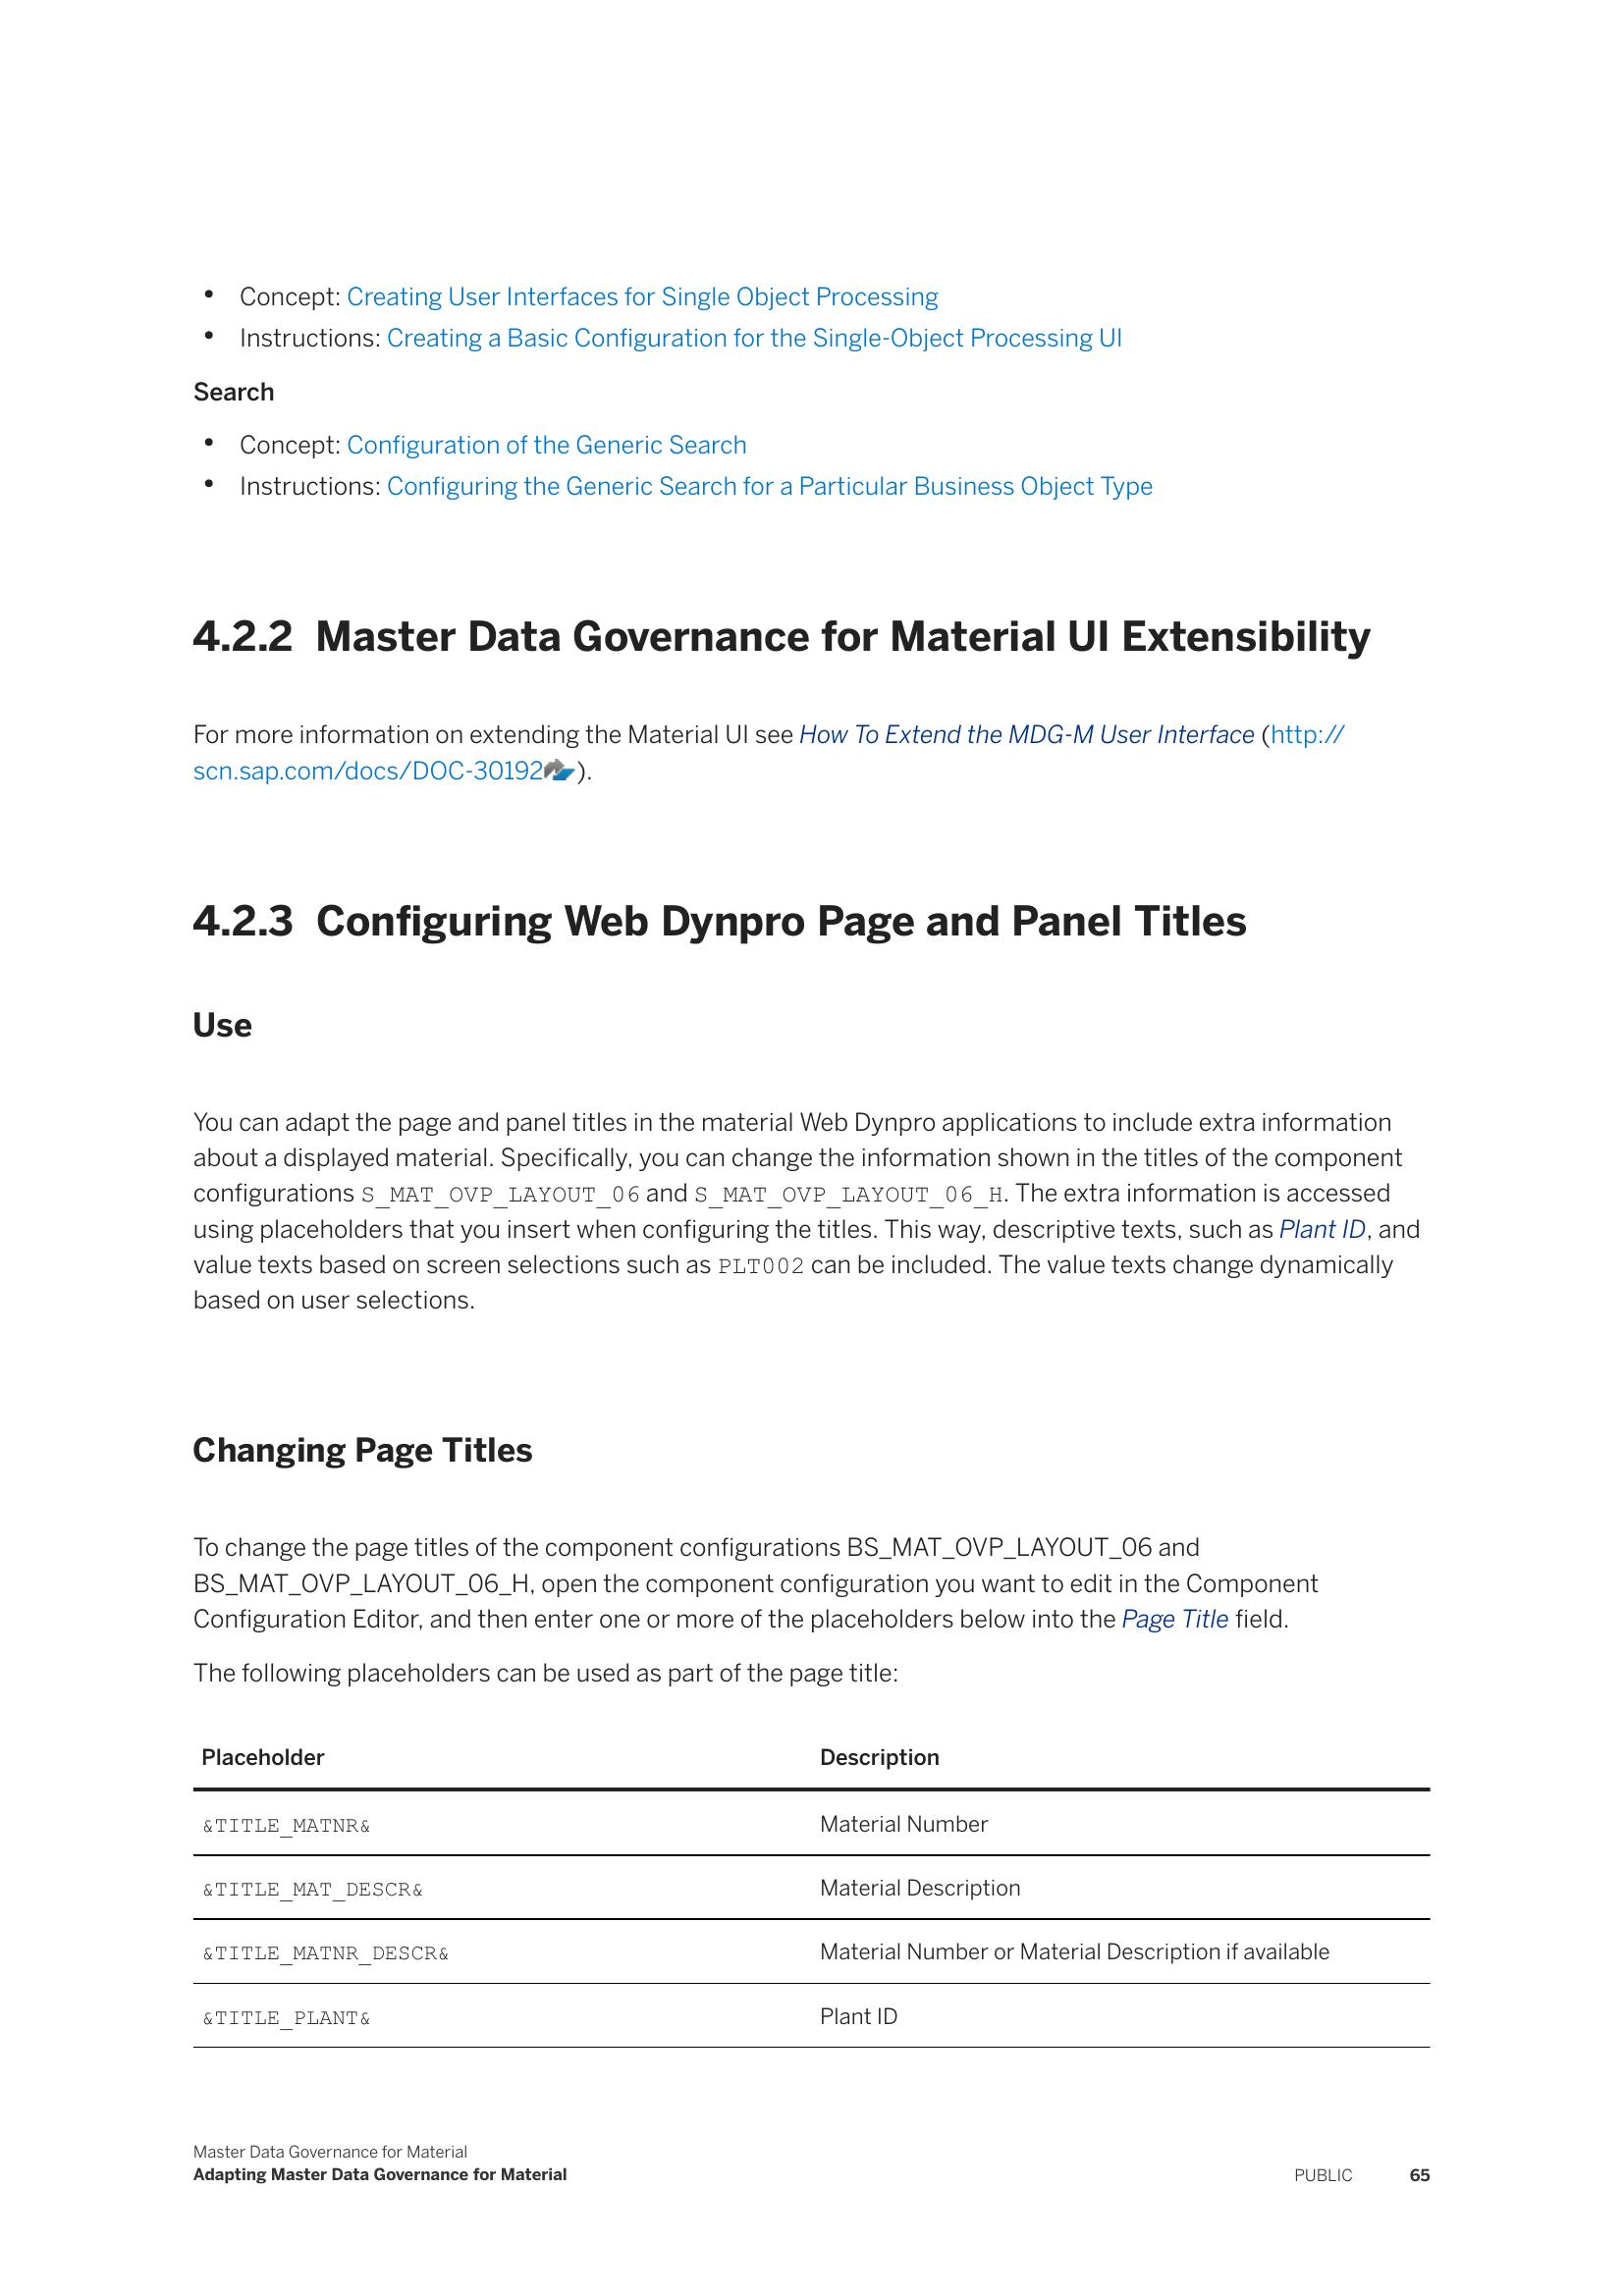 • Concept: Creating User Interfaces for Single Object Processing
• Instructions: Creating a Basic Configuration for the Single-Object Processing UI
Search
• Concept: Configuration of the Generic Search
• Instructions: Configuring the Generic Search for a Particular Business Object Type
4.2.2 Master Data Governance for Material UI Extensibility
For more information on extending the Material UI see How To Extend the MDG-M User Interface (http://
scn.sap.com/docs/DOC-30192).
4.2.3 Configuring Web Dynpro Page and Panel Titles
Use
You can adapt the page and panel titles in the material Web Dynpro applications to include extra information
about a displayed material. Specifically, you can change the information shown in the titles of the component
configurations S_MAT_OVP_LAYOUT_06 and S_MAT_OVP_LAYOUT_06_H. The extra information is accessed
using placeholders that you insert when configuring the titles. This way, descriptive texts, such as Plant ID, and
value texts based on screen selections such as PLT002 can be included. The value texts change dynamically
based on user selections.
Changing Page Titles
To change the page titles of the component configurations BS_MAT_OVP_LAYOUT_06 and
BS_MAT_OVP_LAYOUT_06_H, open the component configuration you want to edit in the Component
Configuration Editor, and then enter one or more of the placeholders below into the Page Title field.
The following placeholders can be used as part of the page title:
Placeholder Description
&TITLE_MATNR& Material Number
&TITLE_MAT_DESCR& Material Description
&TITLE_MATNR_DESCR& Material Number or Material Description if available
&TITLE_PLANT& Plant ID
Master Data Governance for Material
Adapting Master Data Governance for Material PUBLIC 65